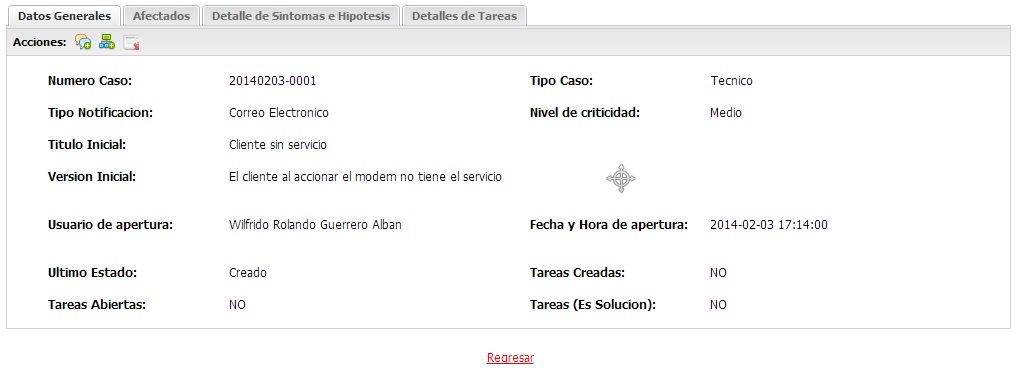 Datos Generales Afectados Detalle de Sintomas e Hipotesis Detalles de Tareas
Acciones:
Numero Caso: 20140203-0001 Tipo Caso: Tecnico
Tipo Notificacion: Correo Electronico Nivel de criticidad: Medio
Titulo Inicial: Cliente sin servicio
Version Inicial: El cliente al accionar el modem no tiene el servicio
Usuario de apertura: Wilfrido Rolando Guerrero Alban Fecha y Hora de apertura: 2014-02-03 17:14:00
Ultimo Estado: Creado Tareas Creadas: NO
Tareas Abiertas: NO Tareas (Es Solucion): NO
Regresar